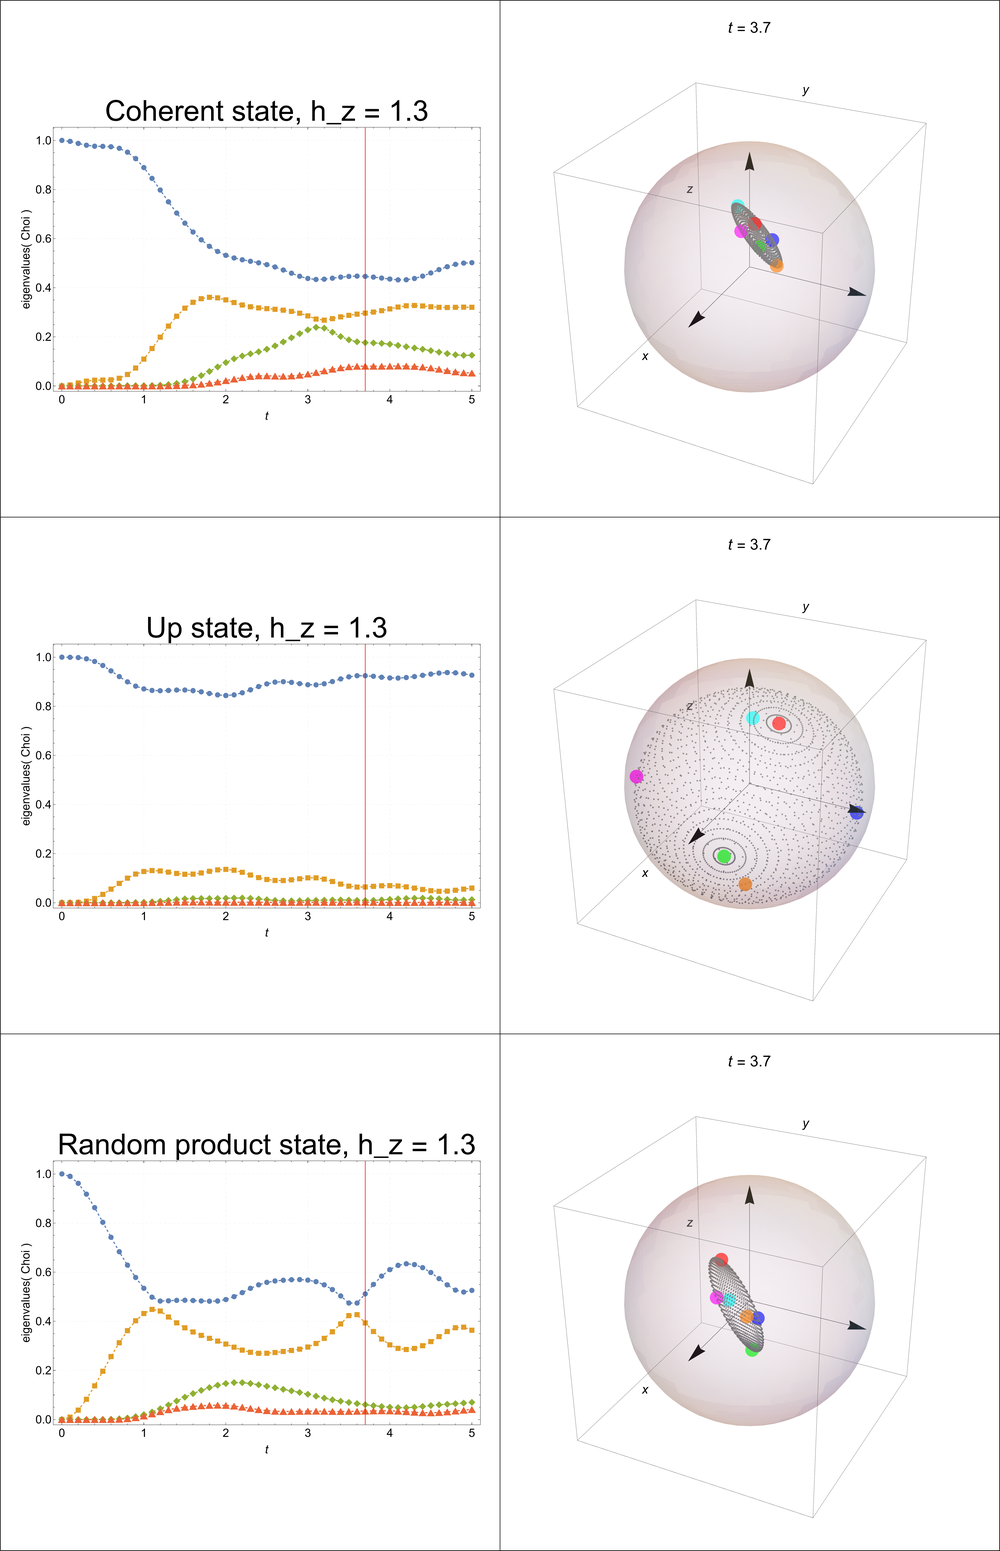 Coherent state, h_z = 1.3
eigenvalues( Choi )
1.0
0.8
0.6
0.4
0.2
0.0
0 1 2 3 4 5
t
t = 3.7
y
z
x
Up state, h_z = 1.3
eigenvalues( Choi )
1.0
0.8
0.6
0.4
0.2
0.0
0 1 2 3 4 5
t
t = 3.7
y
z
x
Random product state, h_z = 1.3
eigenvalues( Choi )
1.0
0.8
0.6
0.4
0.2
0.0
0 1 2 3 4 5
t
t = 3.7
y
z
x